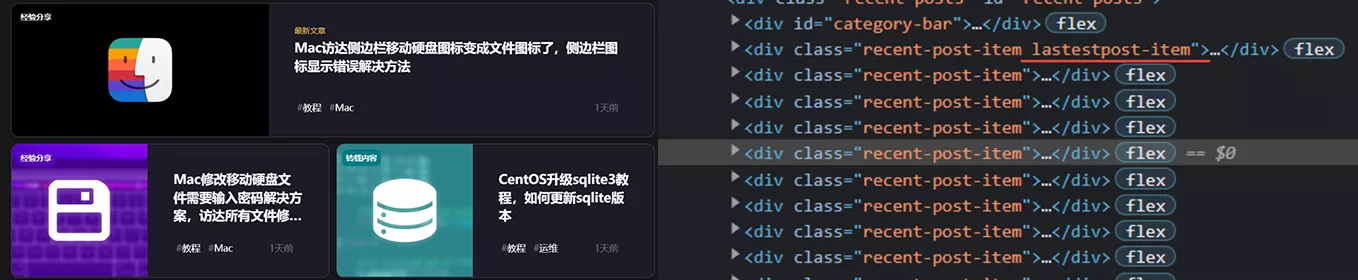 经验分享
最新文章
Mac访达侧边栏移动硬盘图标变成文件图标了，侧边栏图
标显示错误解决方法
#教程 #Mac
1天前
经验分享
Mac修改移动硬盘文
件需要输入密码解决方
案，访达所有文件修...
#教程 #Mac
1天前
转载内容
CentOS升级sqlite3教
程，如何更新sqlite版
本
#教程 #运维
1天前
<div id="category-bar">…</div> flex
<div class="recent-post-item lastestpost-item">…</div> flex
<div class="recent-post-item">…</div> flex
<div class="recent-post-item">…</div> flex
<div class="recent-post-item">…</div> flex
<div class="recent-post-item">…</div> flex == $0
<div class="recent-post-item">…</div> flex
<div class="recent-post-item">…</div> flex
<div class="recent-post-item">…</div> flex
<div class="recent-post-item">…</div> flex